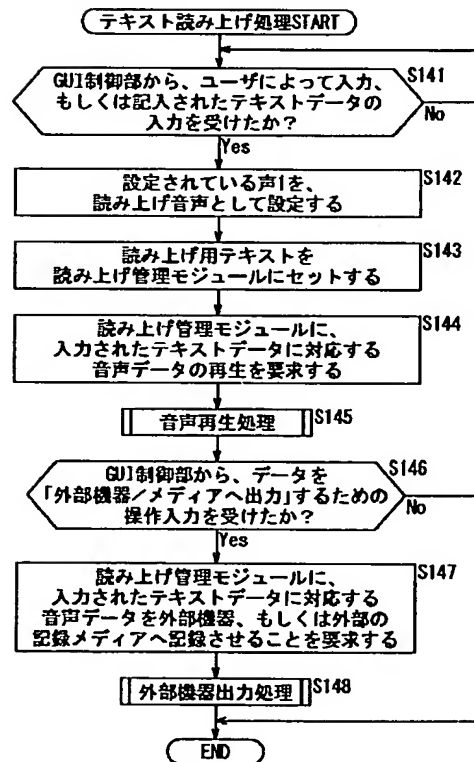 テキスト読み上げ処理START
S141
GUI制御部から、ユーザによって入力、
もしくは記入されたテキストデータの
入力を受けたか？
No
Yes
S142
設定されている声1を、
読み上げ音声として設定する
S143
読み上げ用テキストを
読み上げ管理モジュールにセットする
S144
読み上げ管理モジュールに、
入力されたテキストデータに対応する
音声データの再生を要求する
音声再生処理
S145
S146
GUI制御部から、データを
「外部機器／メディアへ出力」するための
操作入力を受けたか？
No
Yes
S147
読み上げ管理モジュールに、
入力されたテキストデータに対応する
音声データを外部機器、もしくは外部の
記録メディアへ記録させることを要求する
外部機器出力処理
S148
END